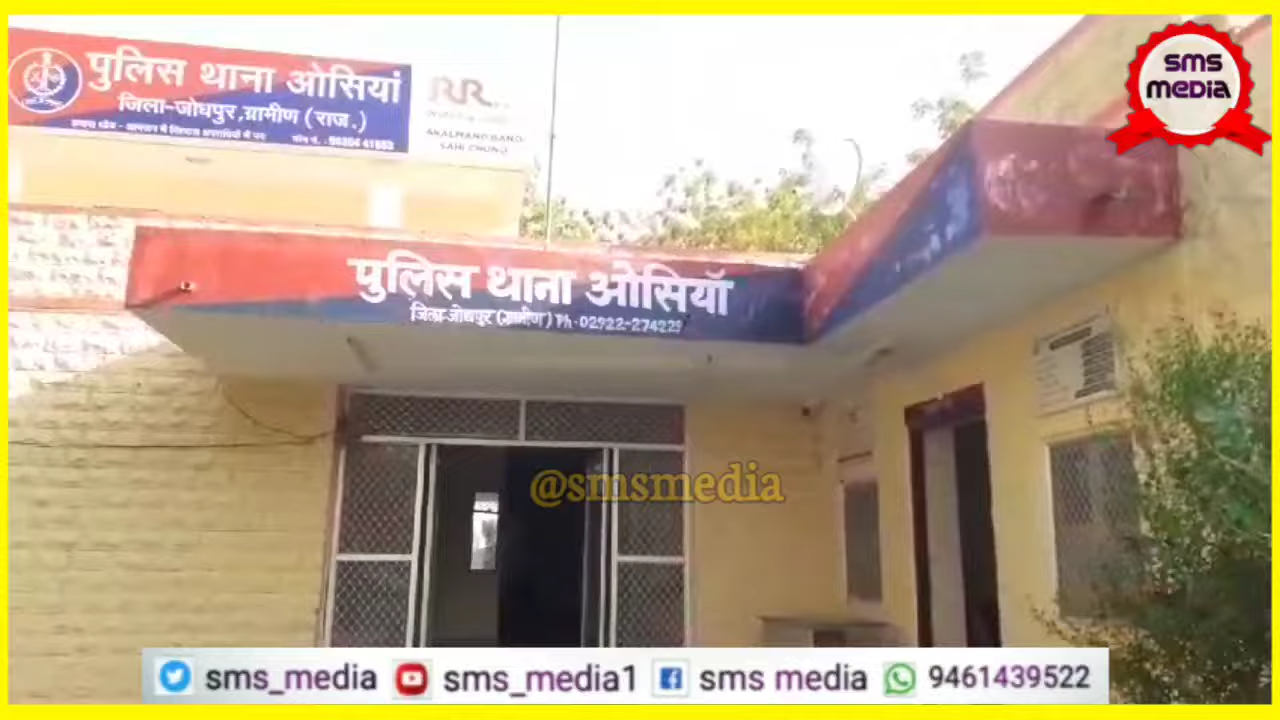 पुलिस थाना ओसियां
जिला-जोधपुर,ग्रामीण (राज.)
RR
AKALMAND BANO
SAHI CHUNO
पुलिस थाना ओसियाँ
जिला-जोधपुर (ग्रामीण) Ph-02922-274229
sms
media
@smsmedia
sms_media sms_media1 sms media 9461439522